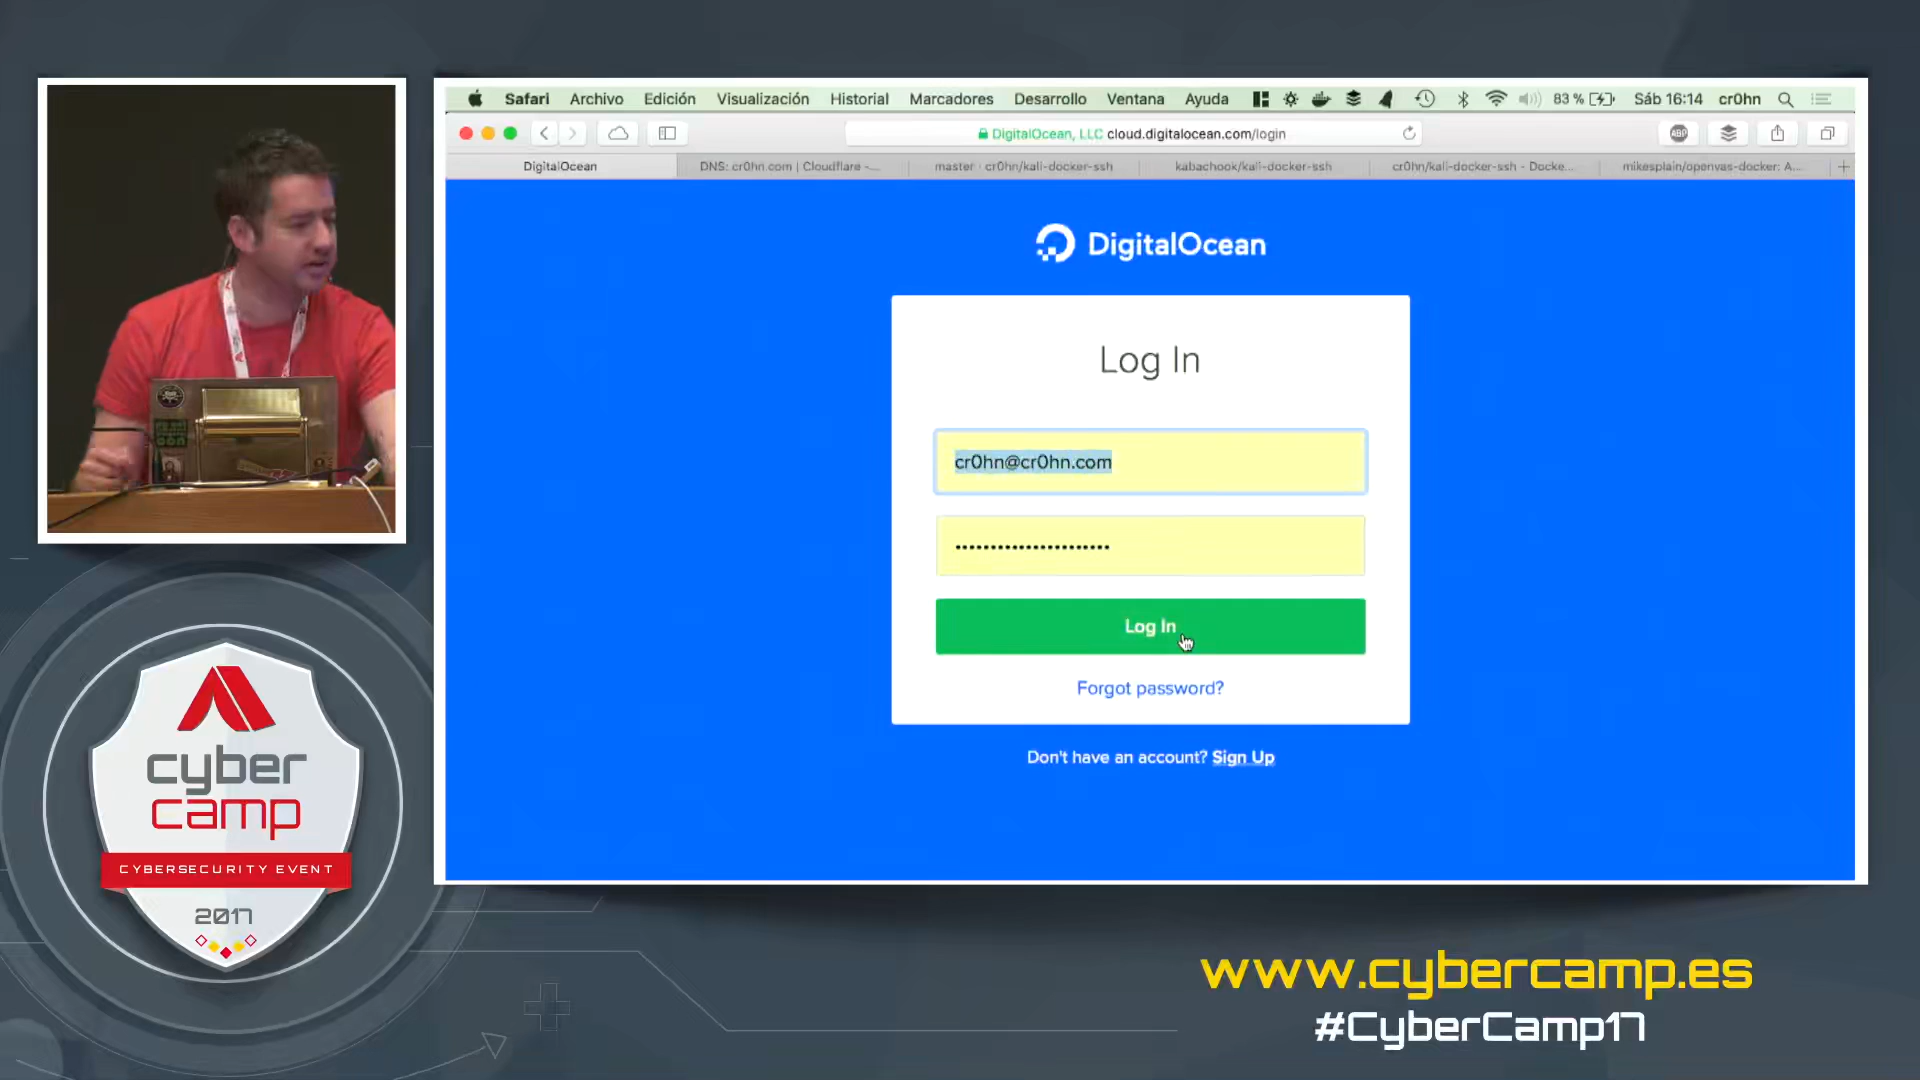 Safari Archivo Edición Visualización Historial Marcadores Desarrollo Ventana Ayuda 83 % Sáb 16:14 cr0hn
DigitalOcean, LLC cloud.digitalocean.com/login
ABP
DigitalOcean
DNS: cr0hn.com | Cloudflare -...
master · cr0hn/kali-docker-ssh
kabachook/kali-docker-ssh
cr0hn/kali-docker-ssh - Docke...
mikesplain/openvas-docker: A...
DigitalOcean
Log In
cr0hn@cr0hn.com
Log In
Forgot password?
Don't have an account? Sign Up
cyber
camp
CYBERSECURITY EVENT
2017
www.cybercamp.es
#CyberCamp17